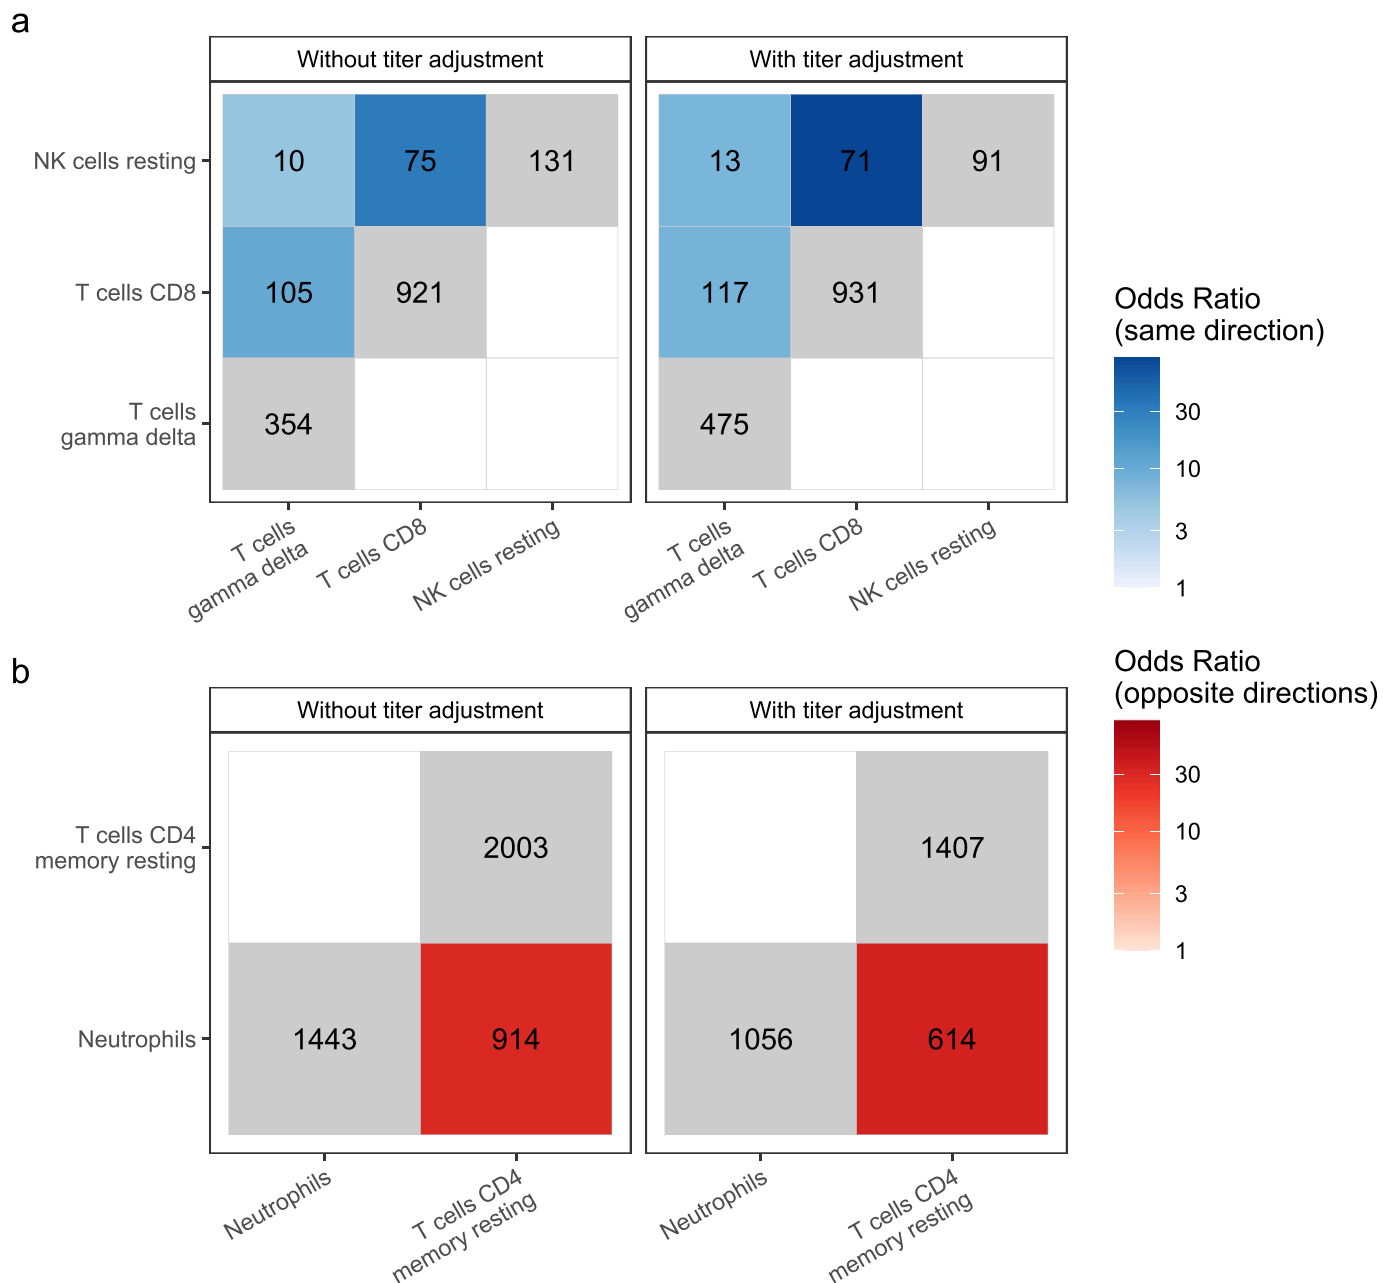 a
Without titer adjustment
With titer adjustment
NK cells resting
10
75
131
13
71
91
T cells CD8
105
921
117
931
T cells
gamma delta
354
475
T cells
gamma delta
T cells CD8
NK cells resting
T cells
gamma delta
T cells CD8
NK cells resting
Odds Ratio
(same direction)
30
10
3
1
b
Without titer adjustment
With titer adjustment
T cells CD4
memory resting
2003
1407
Neutrophils
1443
914
1056
614
Neutrophils
T cells CD4
memory resting
Neutrophils
T cells CD4
memory resting
Odds Ratio
(opposite directions)
30
10
3
1